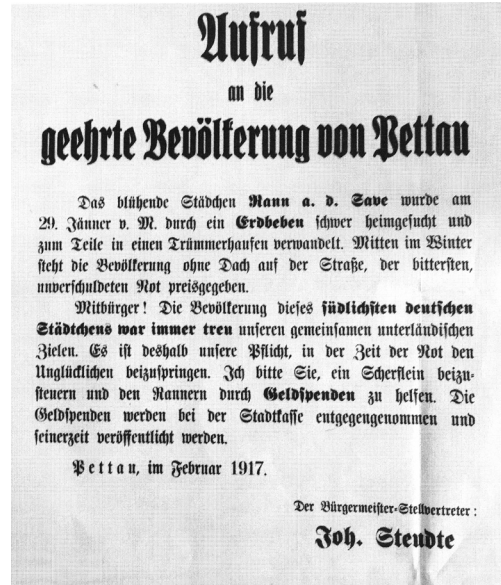 Aufruf
an die
geehrte Bevölkerung von Pettau
Das blühende Städchen Rann a. d. Save wurde am
29. Jänner v. M. durch ein Erdbeben schwer heimgesucht und
zum Teile in einen Trümmerhaufen verwandelt. Mitten im Winter
steht die Bevölkerung ohne Dach auf der Straße, der bittersten,
unverschuldeten Not preisgegeben.
Mitbürger! Die Bevölkerung dieses südlichsten deutschen
Städtchens war immer treu unseren gemeinsamen unterländischen
Zielen. Es ist deshalb unsere Pflicht, in der Zeit der Not den
Unglücklichen beizuspringen. Ich bitte Sie, ein Scherflein beizu-
steuern und den Rannern durch Geldspenden zu helfen. Die
Geldspenden werden bei der Stadtkasse entgegengenommen und
seinerzeit veröffentlicht werden.
Pettau, im Februar 1917.
Der Bürgermeister-Stellvertreter:
Joh. Steudte